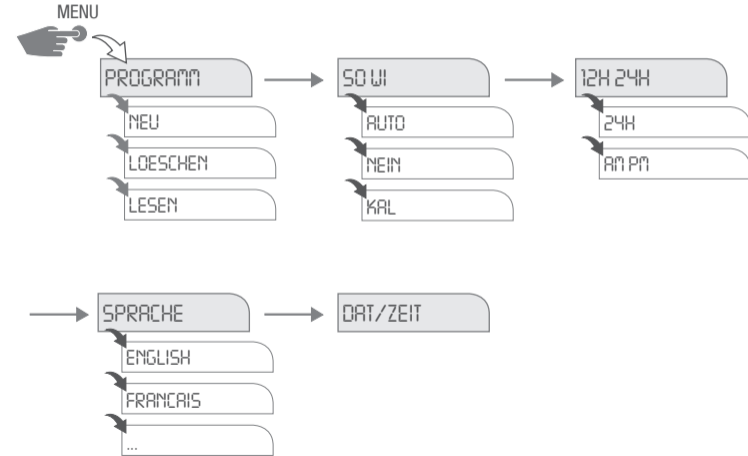 MENU
PROGRAMM
NEU
LOESCHEN
LESEN
SO WI
AUTO
NEIN
KAL
12H 24H
24H
AM PM
SPRACHE
ENGLISH
FRANCAIS
...
DAT/ZEIT